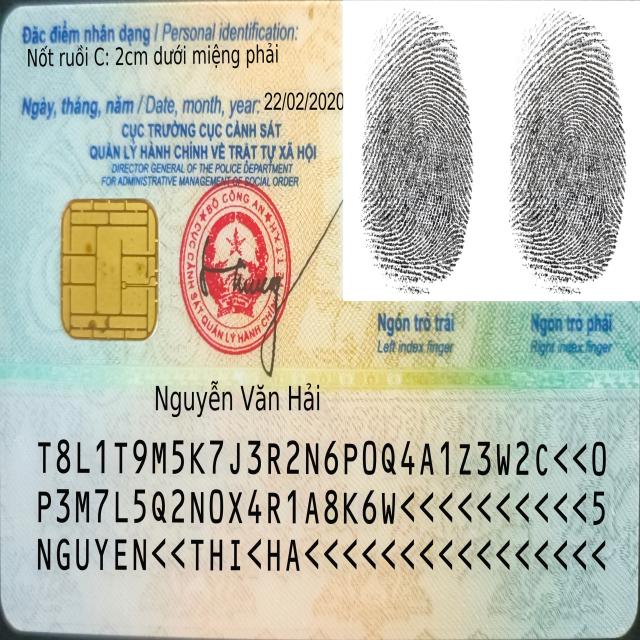 Đặc điểm nhân dạng / Personal identification:
Nốt ruồi C: 2cm dưới miệng phải
Ngày, tháng, năm / Date, month, year: 22/02/2020
CỤC TRƯỞNG CỤC CẢNH SÁT
QUẢN LÝ HÀNH CHÍNH VỀ TRẬT TỰ XÃ HỘI
DIRECTOR GENERAL OF THE POLICE DEPARTMENT
FOR ADMINISTRATIVE MANAGEMENT OF SOCIAL ORDER
BỘ CÔNG AN
CỤC CẢNH SÁT QUẢN LÝ HÀNH CHÍNH
Ngón trỏ trái
Left index finger
Ngón trỏ phải
Right index finger
Nguyễn Văn Hải
T8L1T9M5K7J3R2N6P0Q4A1Z3W2C<<0
P3M7L5Q2N0X4R1A8K6W<<<<<<<<<<5
NGUYEN<<THI<HA<<<<<<<<<<<<<<<<